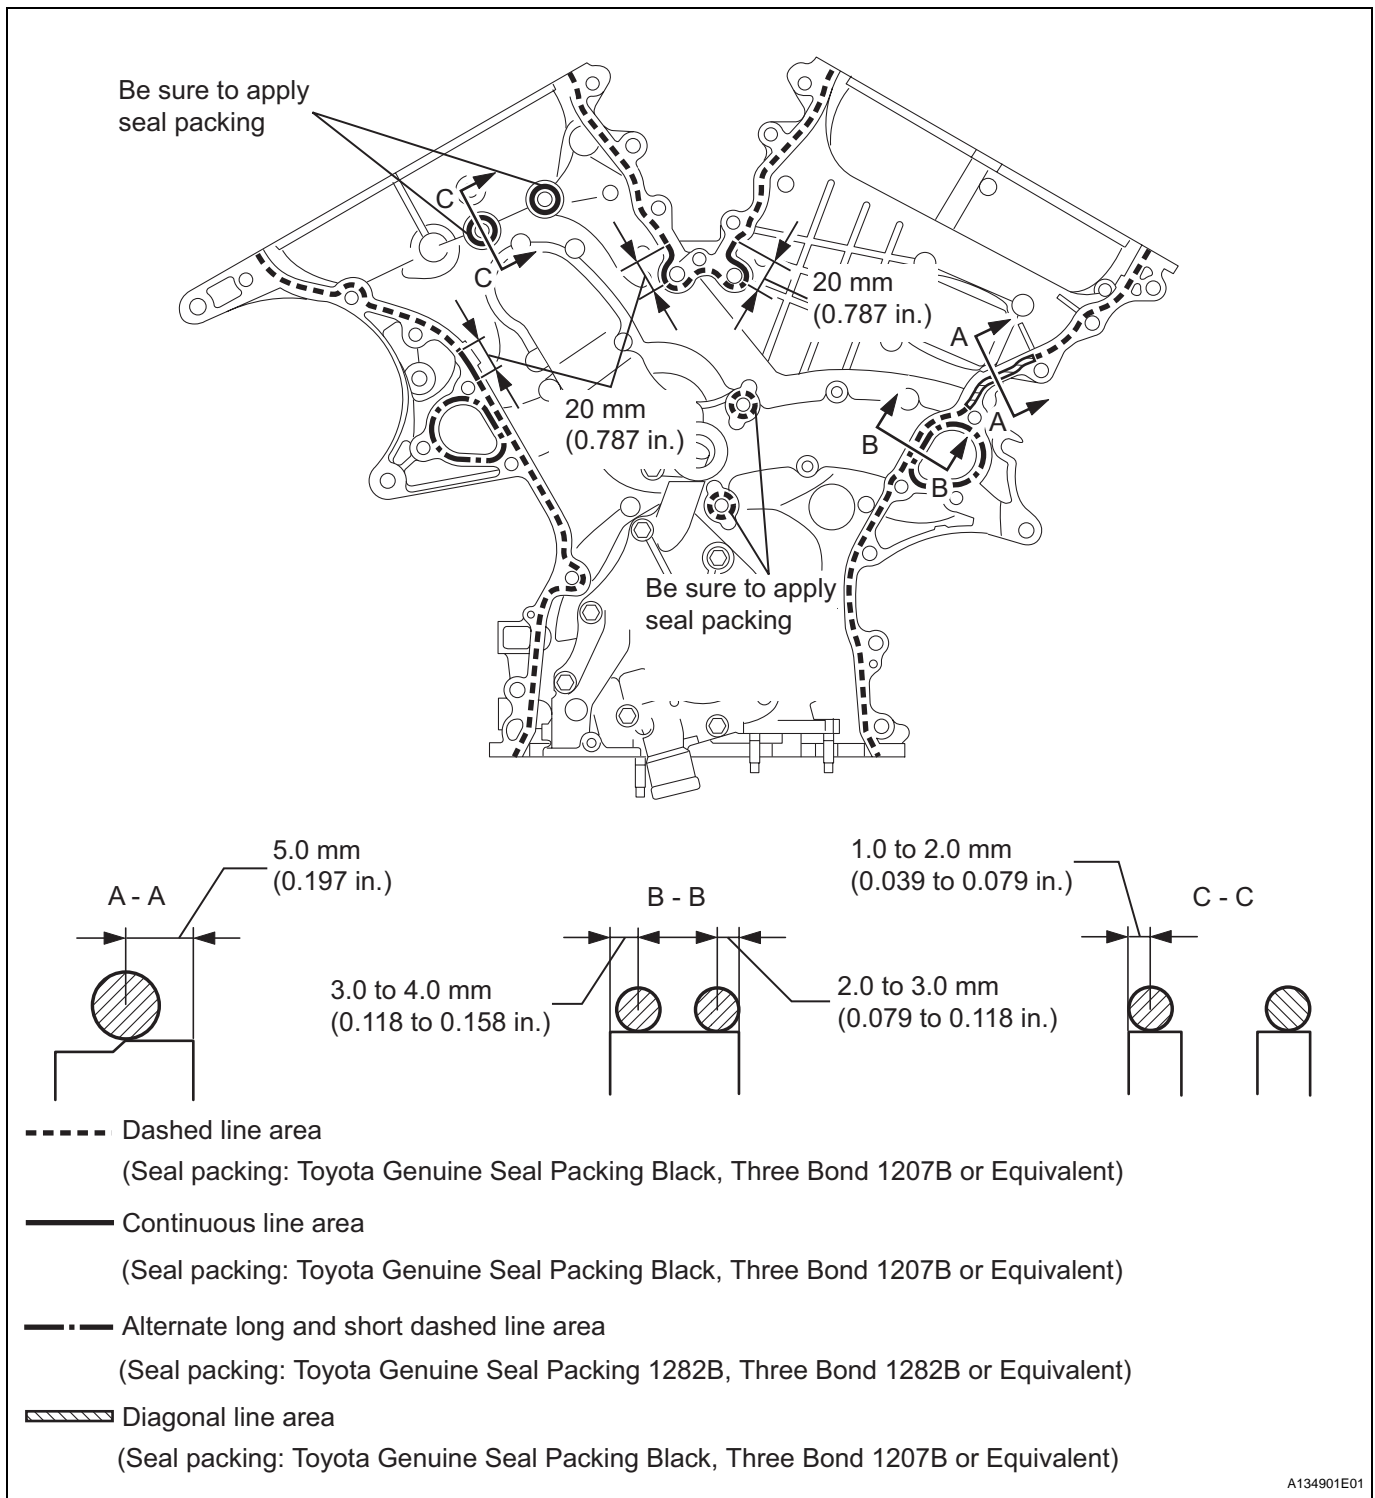 Be sure to apply
seal packing
C
C
20 mm
(0.787 in.)
A
A
20 mm
(0.787 in.)
B
B
Be sure to apply
seal packing
5.0 mm
(0.197 in.)
A - A
B - B
1.0 to 2.0 mm
(0.039 to 0.079 in.)
C - C
3.0 to 4.0 mm
(0.118 to 0.158 in.)
2.0 to 3.0 mm
(0.079 to 0.118 in.)
Dashed line area
(Seal packing: Toyota Genuine Seal Packing Black, Three Bond 1207B or Equivalent)
Continuous line area
(Seal packing: Toyota Genuine Seal Packing Black, Three Bond 1207B or Equivalent)
Alternate long and short dashed line area
(Seal packing: Toyota Genuine Seal Packing 1282B, Three Bond 1282B or Equivalent)
Diagonal line area
(Seal packing: Toyota Genuine Seal Packing Black, Three Bond 1207B or Equivalent)
A134901E01